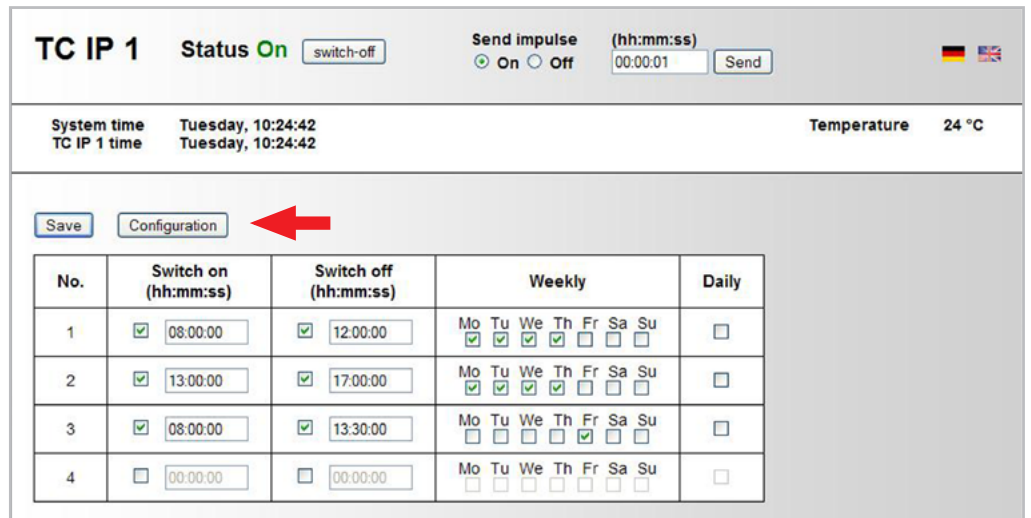 TC IP 1 Status On switch-off Send impulse (hh:mm:ss)
On Off 00:00:01 Send
System time Tuesday, 10:24:42 Temperature 24 °C
TC IP 1 time Tuesday, 10:24:42
Save Configuration
No. Switch on (hh:mm:ss) Switch off (hh:mm:ss) Weekly Daily
1 08:00:00 12:00:00 Mo Tu We Th Fr Sa Su
2 13:00:00 17:00:00 Mo Tu We Th Fr Sa Su
3 08:00:00 13:30:00 Mo Tu We Th Fr Sa Su
4 00:00:00 00:00:00 Mo Tu We Th Fr Sa Su